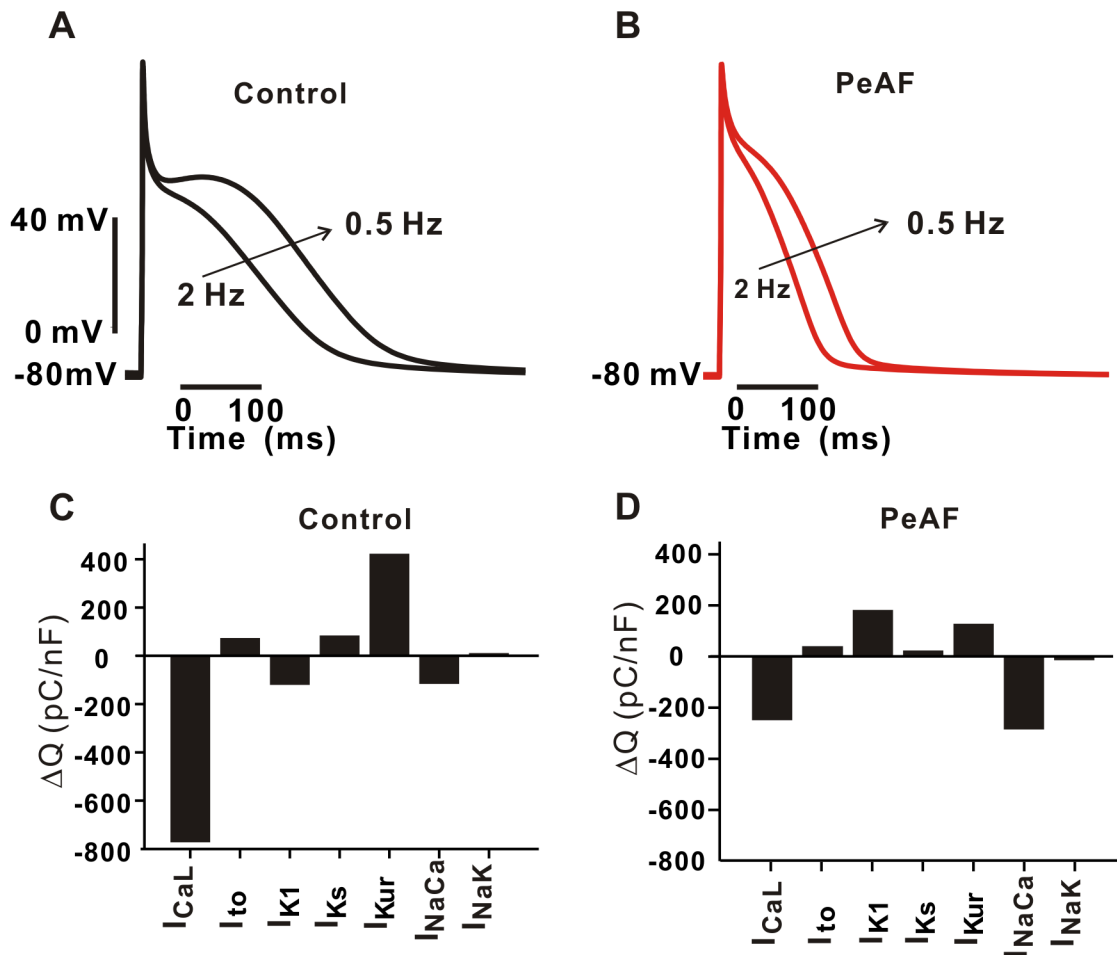 A
Control
40 mV
0.5 Hz
2 Hz
0 mV
-80mV
0 100
Time (ms)
B
PeAF
0.5 Hz
2 Hz
-80 mV
0 100
Time (ms)
C
Control
ΔQ (pC/nF)
400
200
0
-200
-400
-600
-800
ICaL
Ito
IK1
IKs
IKur
INaCa
INaK
D
PeAF
ΔQ (pC/nF)
400
200
0
-200
-400
-600
-800
ICaL
Ito
IK1
IKs
IKur
INaCa
INaK